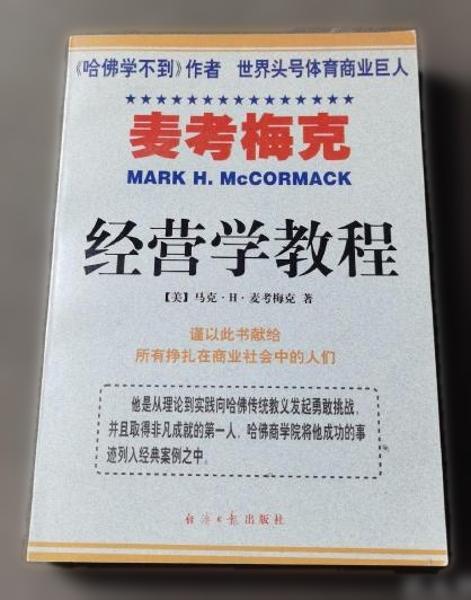 《哈佛学不到》作者 世界头号体育商业巨人
★★★★★★★★★★★★★★★
麦考梅克
MARK H. McCORMACK
经营学教程
【美】马克·H·麦考梅克 著
谨以此书献给
所有挣扎在商业社会中的人们
他是从理论到实践向哈佛传统教义发起勇敢挑战,
并且取得非凡成就的第一人，哈佛商学院将他成功的事
迹列入经典案例之中。
经济日报出版社